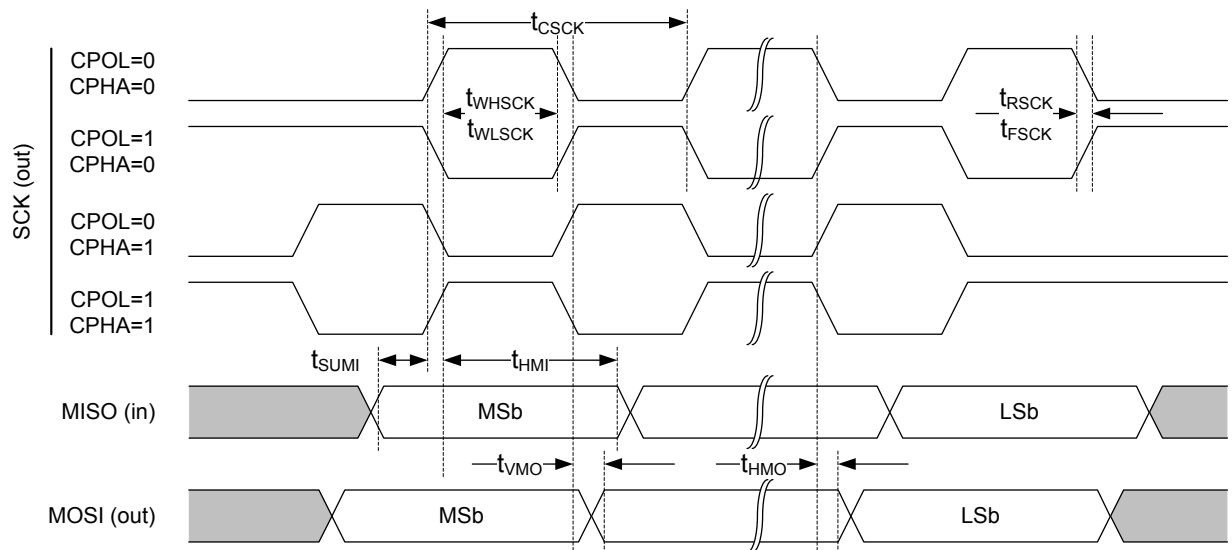 tCSCK
SCK (out)
CPOL=0
CPHA=0
tWHSCK
tWLSCK
tRSCK
tFSCK
CPOL=1
CPHA=0
CPOL=0
CPHA=1
CPOL=1
CPHA=1
tSUMI
tHMI
MISO (in)
MSb
LSb
tVMO
tHMO
MOSI (out)
MSb
LSb